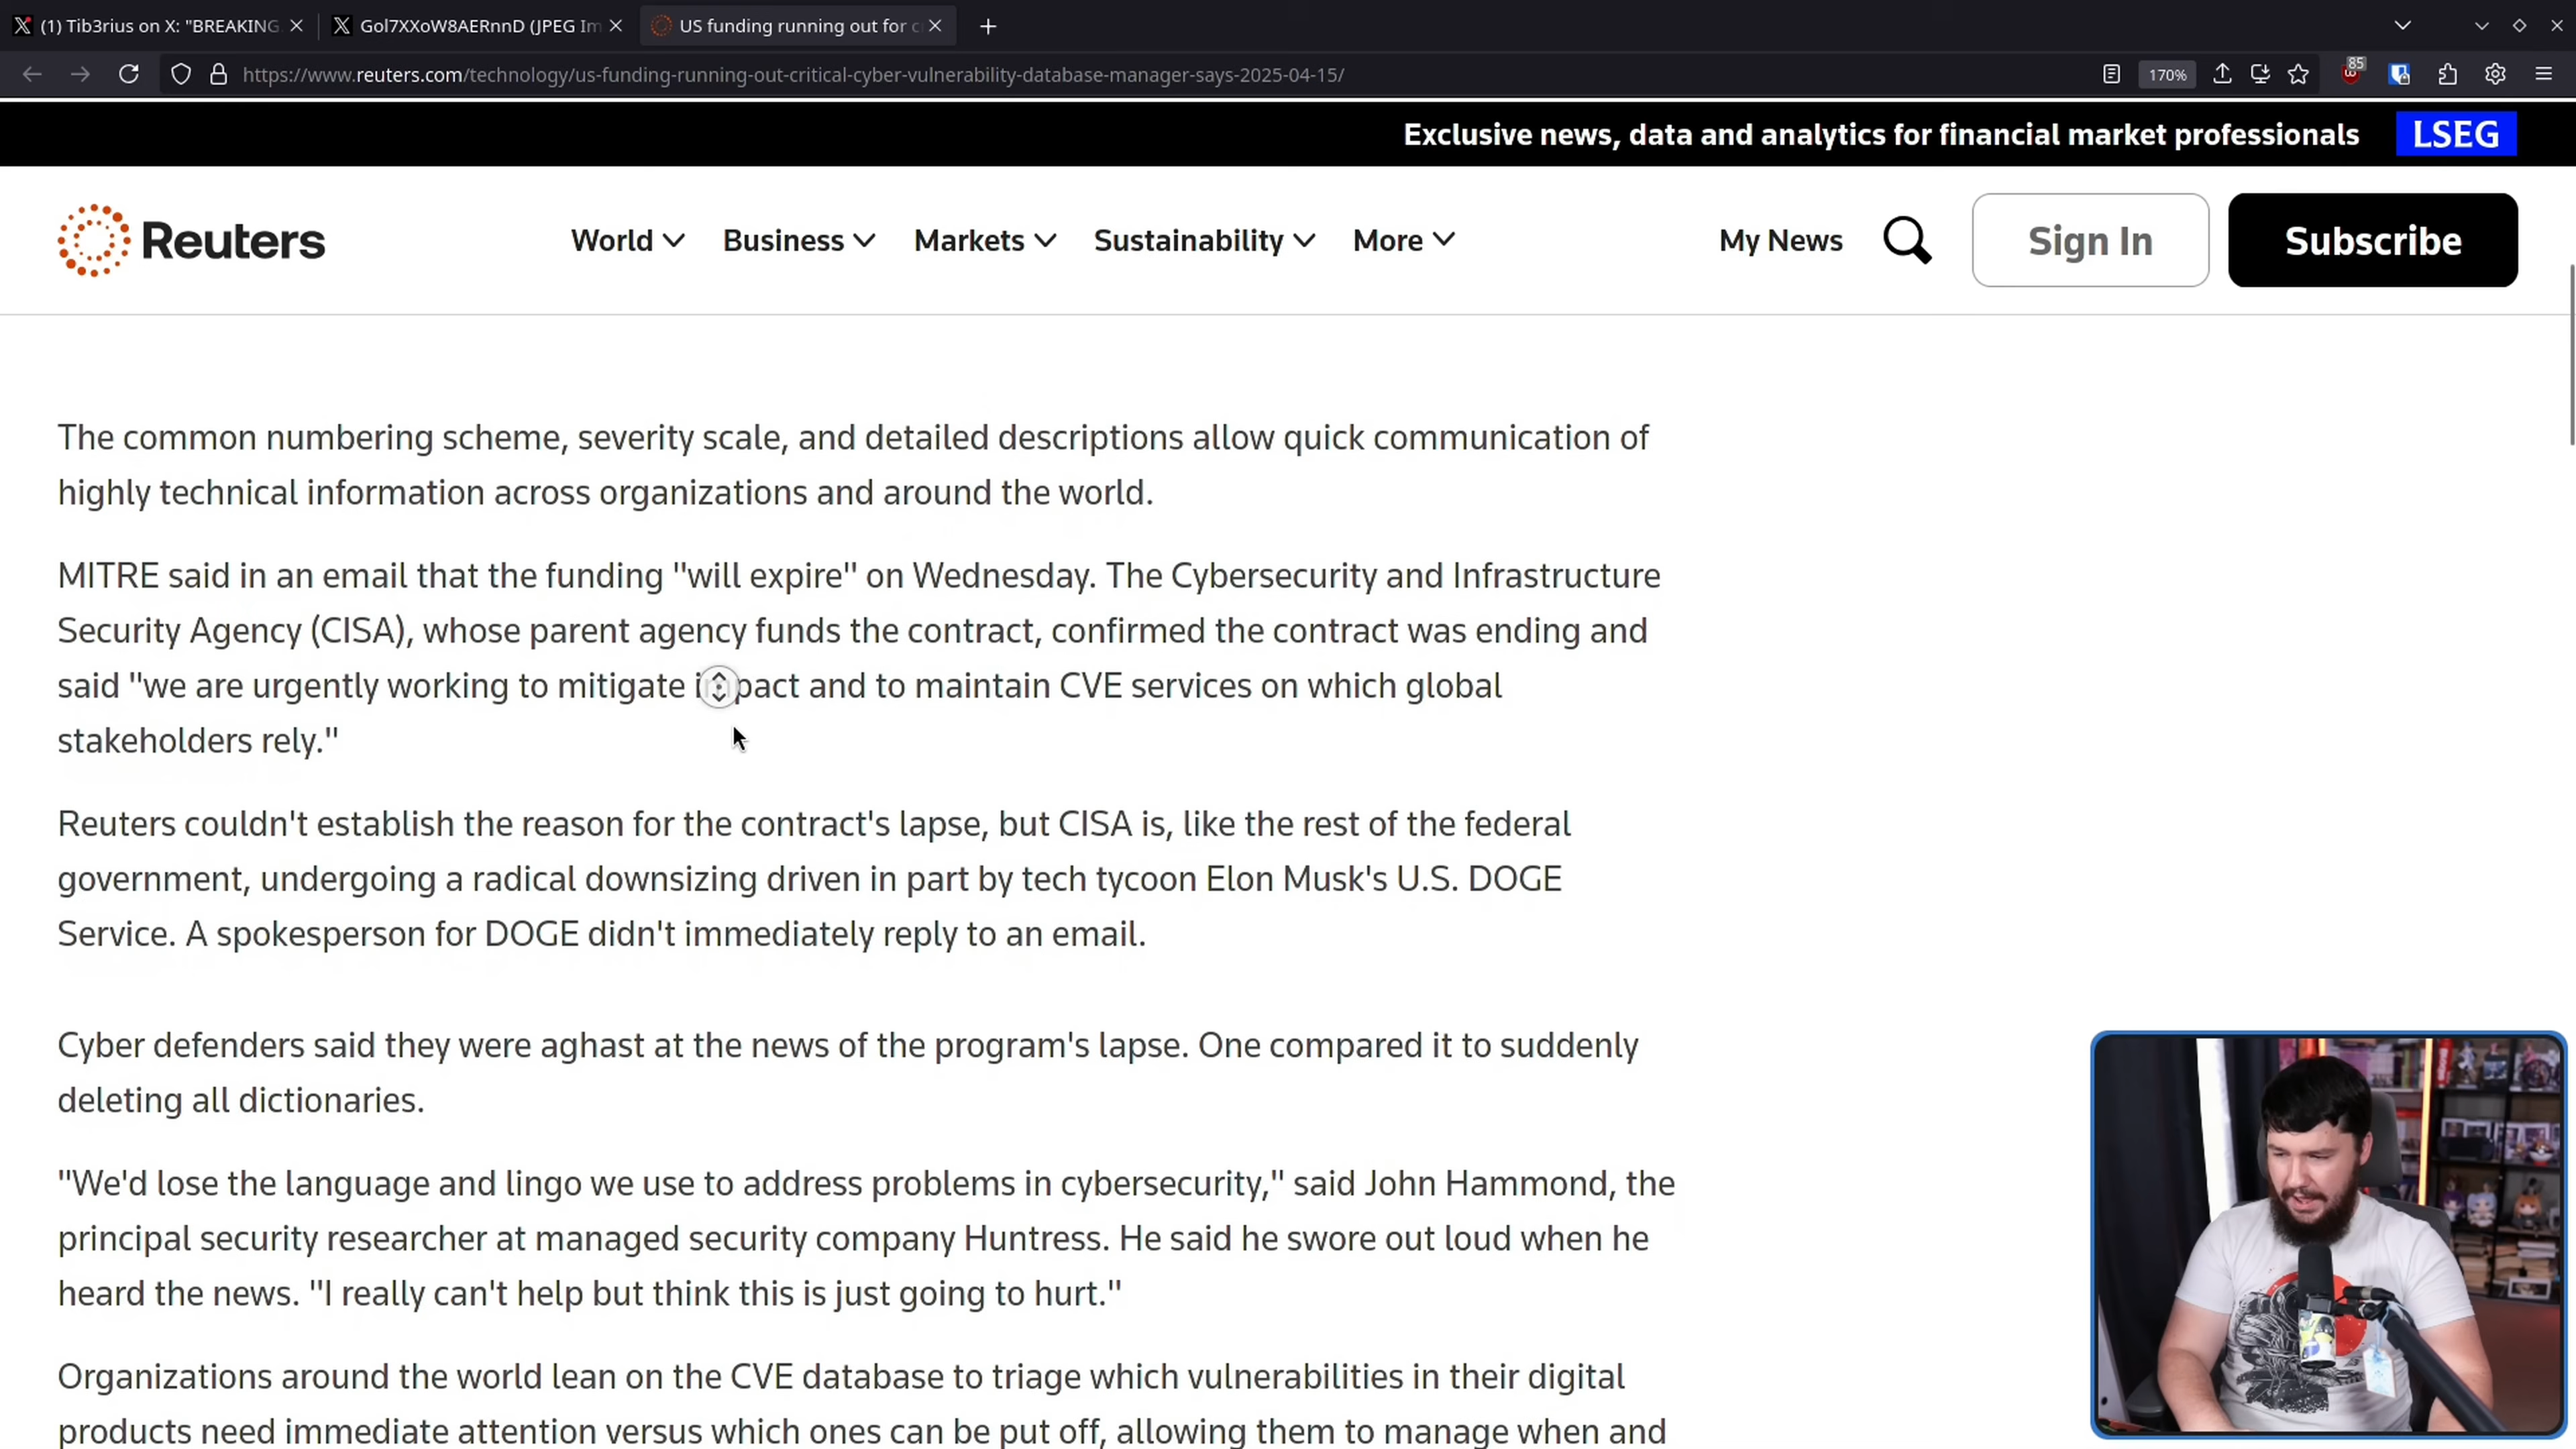 (1) Tib3rius on X: "BREAKING
Gol7XXoW8AERnnD (JPEG Im
US funding running out for c
https://www.reuters.com/technology/us-funding-running-out-critical-cyber-vulnerability-database-manager-says-2025-04-15/
170%
85
Exclusive news, data and analytics for financial market professionals
LSEG
Reuters
World
Business
Markets
Sustainability
More
My News
Sign In
Subscribe
The common numbering scheme, severity scale, and detailed descriptions allow quick communication of
highly technical information across organizations and around the world.
MITRE said in an email that the funding "will expire" on Wednesday. The Cybersecurity and Infrastructure
Security Agency (CISA), whose parent agency funds the contract, confirmed the contract was ending and
said "we are urgently working to mitigate impact and to maintain CVE services on which global
stakeholders rely."
Reuters couldn't establish the reason for the contract's lapse, but CISA is, like the rest of the federal
government, undergoing a radical downsizing driven in part by tech tycoon Elon Musk's U.S. DOGE
Service. A spokesperson for DOGE didn't immediately reply to an email.
Cyber defenders said they were aghast at the news of the program's lapse. One compared it to suddenly
deleting all dictionaries.
"We'd lose the language and lingo we use to address problems in cybersecurity," said John Hammond, the
principal security researcher at managed security company Huntress. He said he swore out loud when he
heard the news. "I really can't help but think this is just going to hurt."
Organizations around the world lean on the CVE database to triage which vulnerabilities in their digital
products need immediate attention versus which ones can be put off, allowing them to manage when and